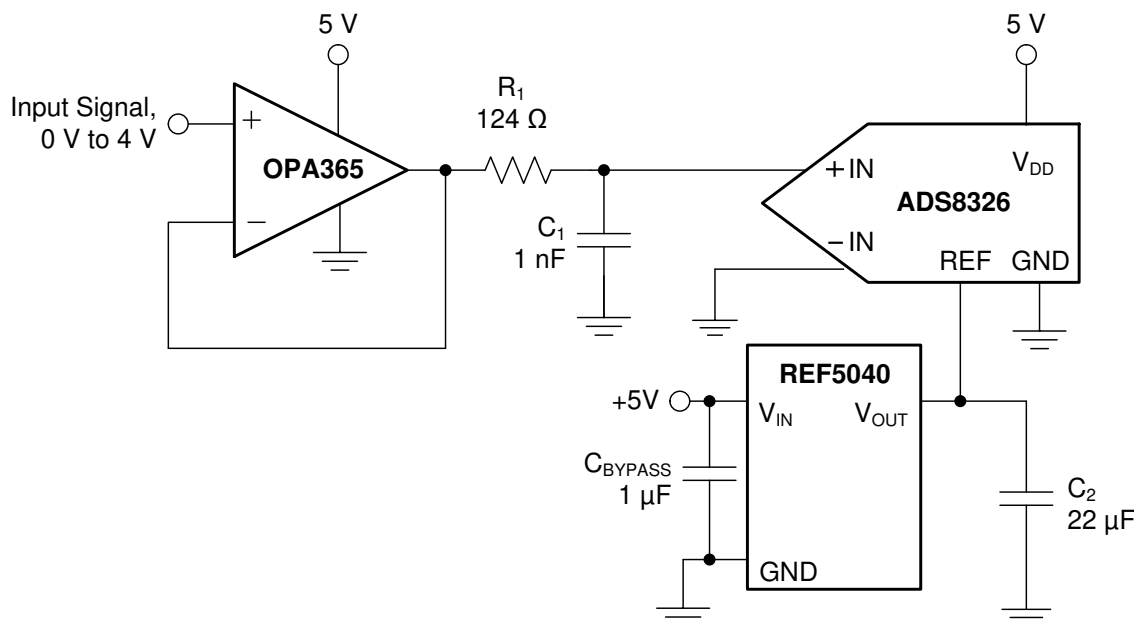 5 V
5 V
Input Signal,
0 V to 4 V
+
OPA365
−
R1
124 Ω
C1
1 nF
+IN
VDD
ADS8326
−IN
REF GND
REF5040
+5V
VIN VOUT
CBYPASS
1 µF
C2
22 µF
GND